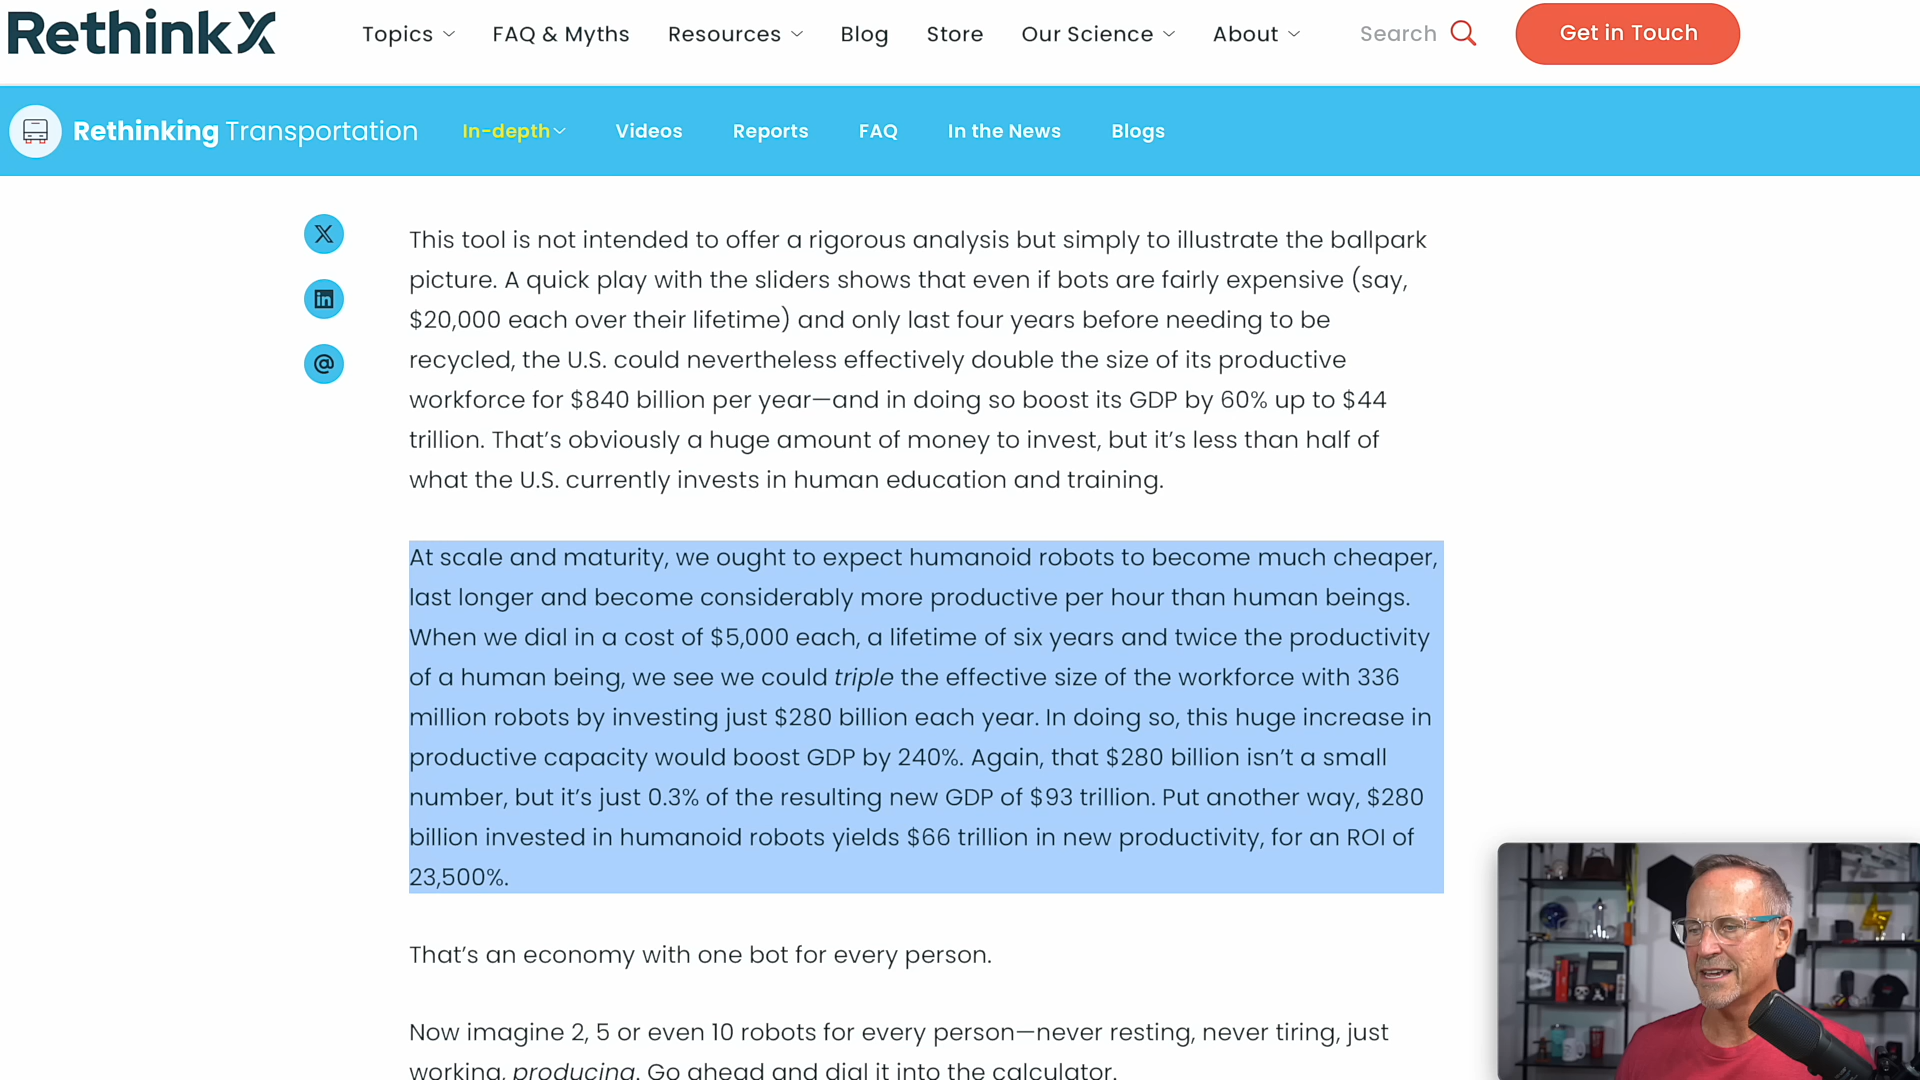 RethinkX
Topics
FAQ & Myths
Resources
Blog
Store
Our Science
About
Search
Get in Touch
Rethinking Transportation
In-depth
Videos
Reports
FAQ
In the News
Blogs
This tool is not intended to offer a rigorous analysis but simply to illustrate the ballpark
picture. A quick play with the sliders shows that even if bots are fairly expensive (say,
$20,000 each over their lifetime) and only last four years before needing to be
recycled, the U.S. could nevertheless effectively double the size of its productive
workforce for $840 billion per year—and in doing so boost its GDP by 60% up to $44
trillion. That’s obviously a huge amount of money to invest, but it’s less than half of
what the U.S. currently invests in human education and training.
At scale and maturity, we ought to expect humanoid robots to become much cheaper,
last longer and become considerably more productive per hour than human beings.
When we dial in a cost of $5,000 each, a lifetime of six years and twice the productivity
of a human being, we see we could triple the effective size of the workforce with 336
million robots by investing just $280 billion each year. In doing so, this huge increase in
productive capacity would boost GDP by 240%. Again, that $280 billion isn’t a small
number, but it’s just 0.3% of the resulting new GDP of $93 trillion. Put another way, $280
billion invested in humanoid robots yields $66 trillion in new productivity, for an ROI of
23,500%.
That’s an economy with one bot for every person.
Now imagine 2, 5 or even 10 robots for every person—never resting, never tiring, just
working, producing. Go ahead and dial it into the calculator.